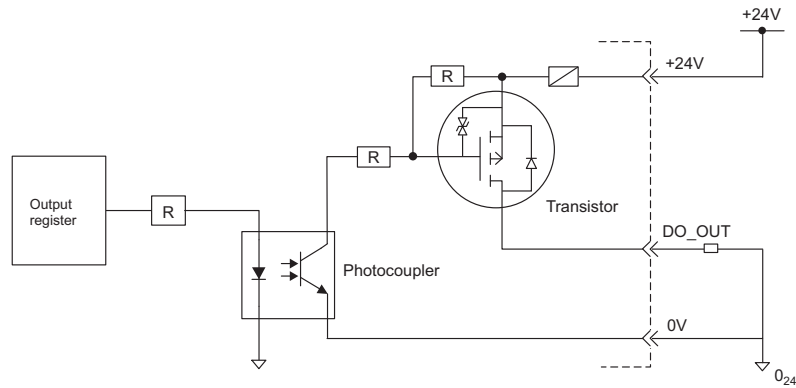 +24V
+24V
R
R
Output
register
R
Transistor
DO_OUT
Photocoupler
0V
0₂₄